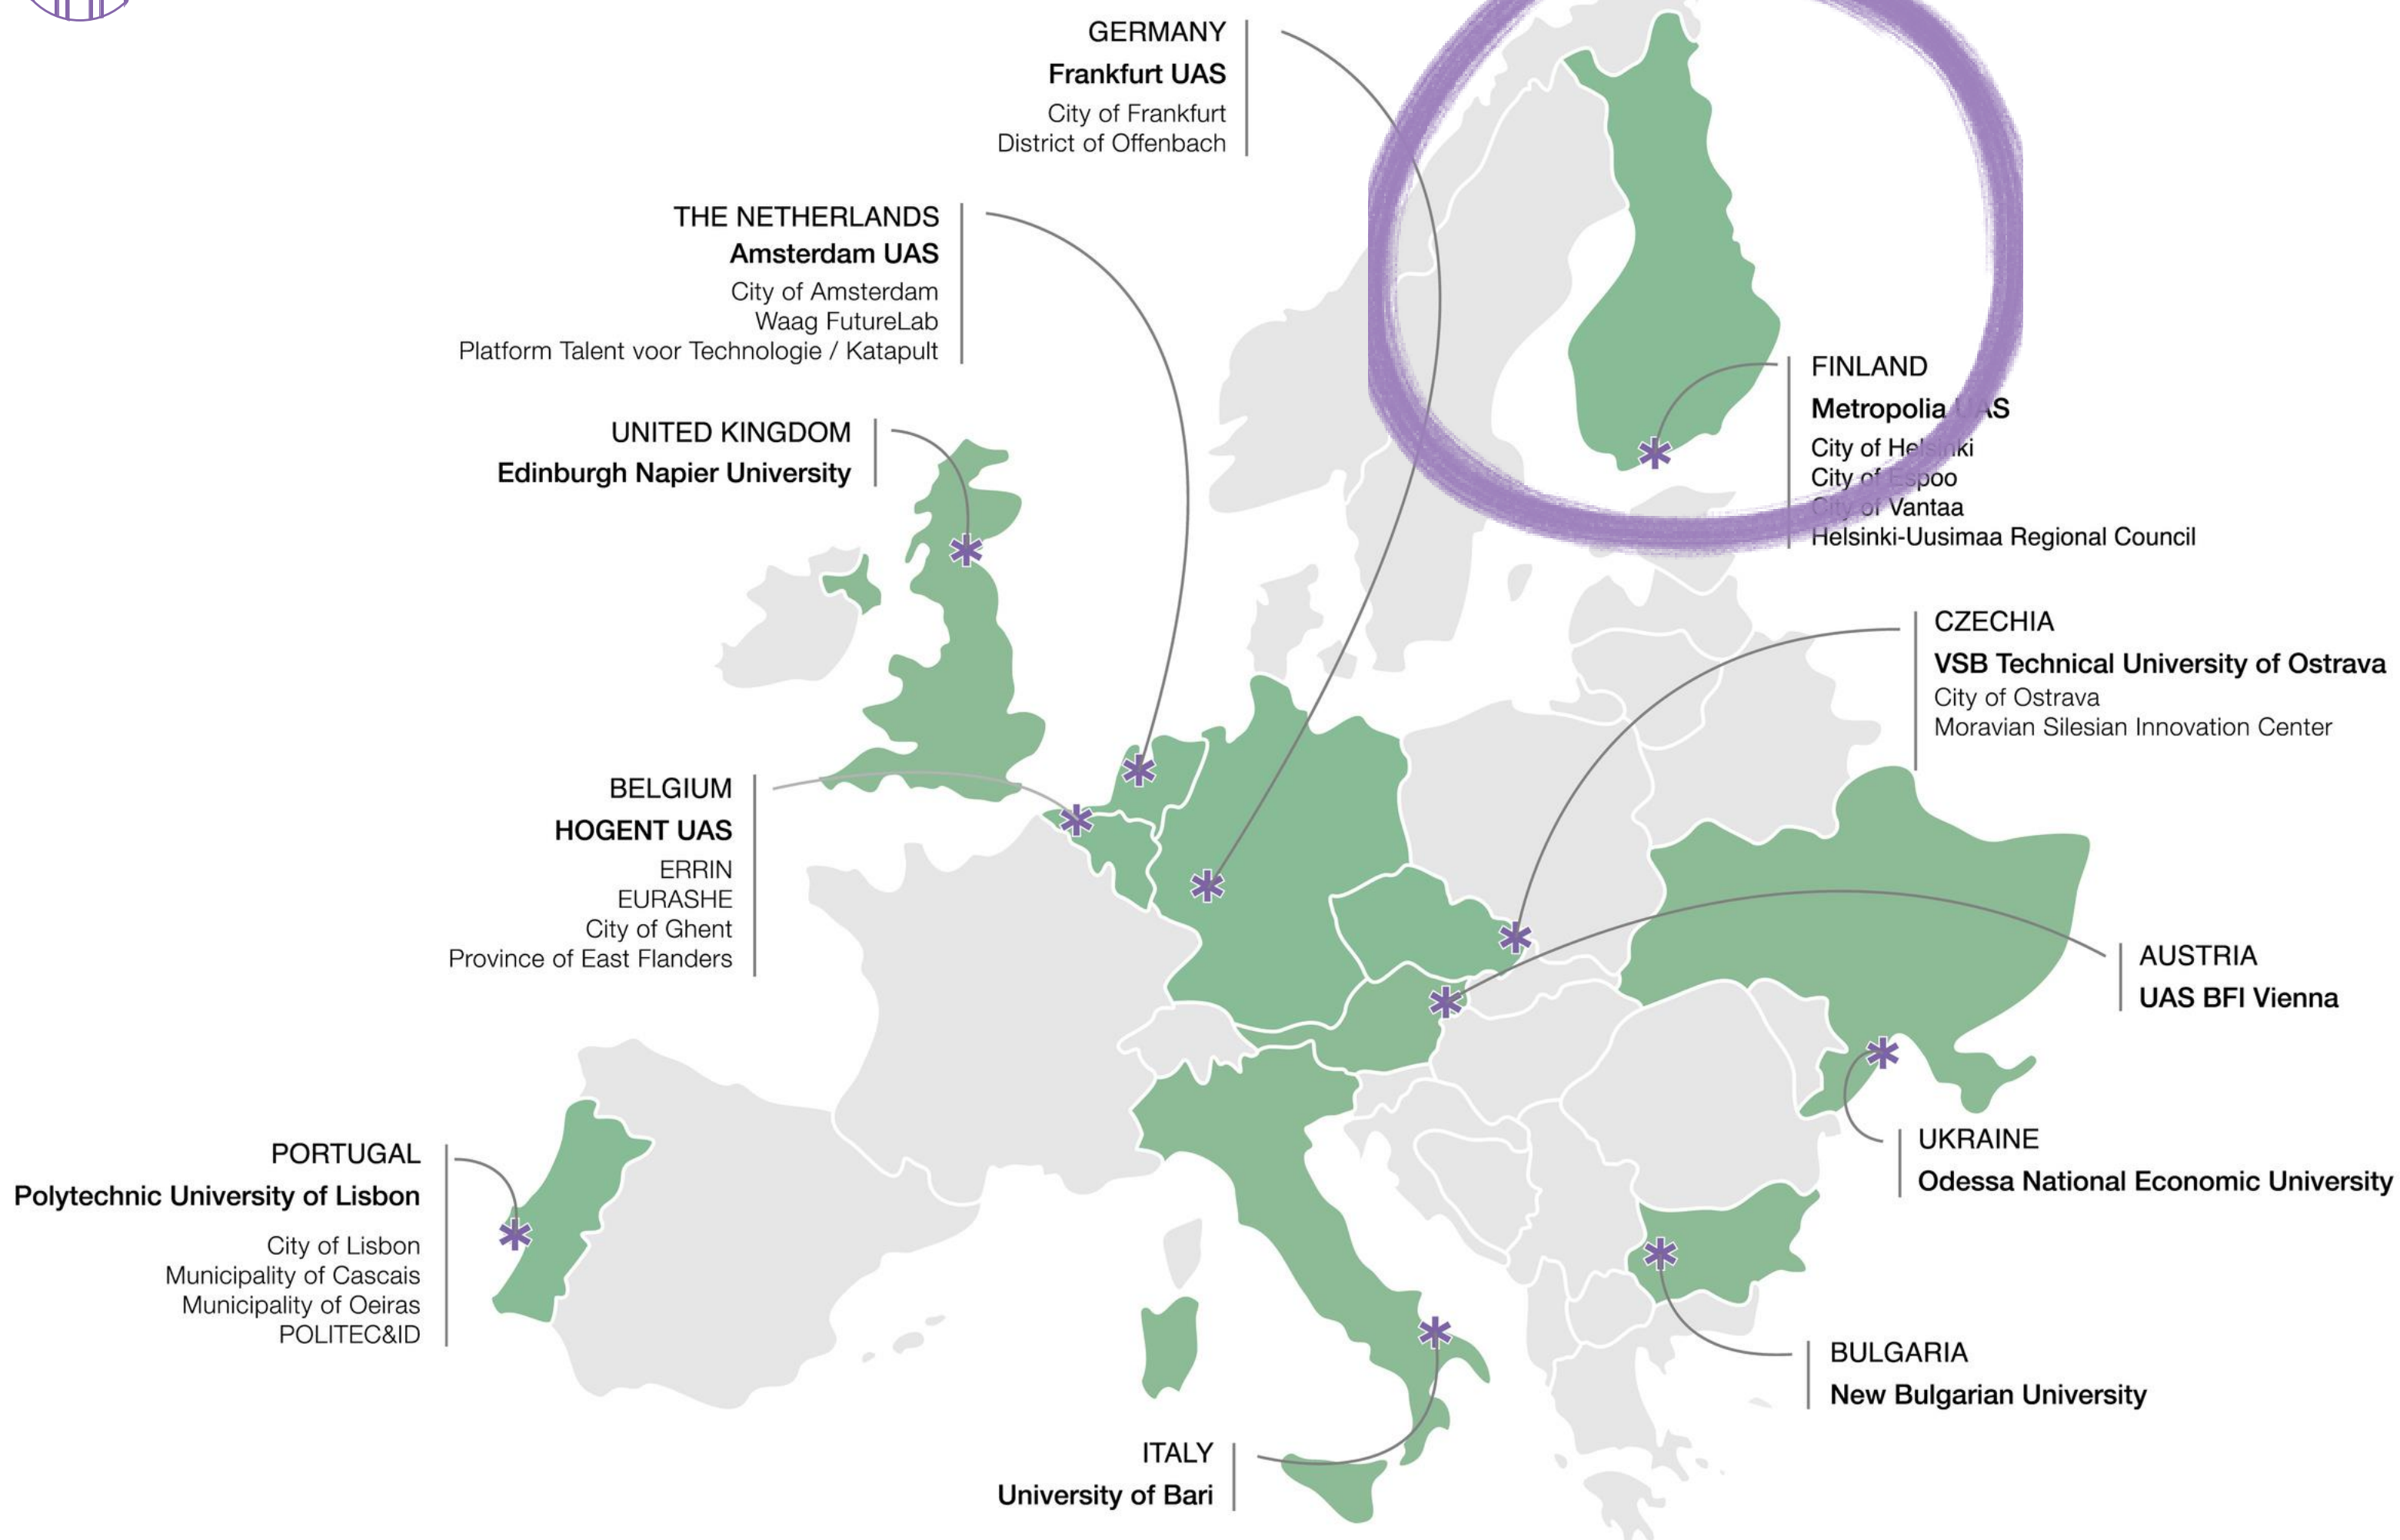 GERMANY
Frankfurt UAS
City of Frankfurt
District of Offenbach
THE NETHERLANDS
Amsterdam UAS
City of Amsterdam
Waag FutureLab
Platform Talent voor Technologie / Katapult
FINLAND
Metropolia UAS
City of Helsinki
City of Espoo
City of Vantaa
Helsinki-Uusimaa Regional Council
UNITED KINGDOM
Edinburgh Napier University
CZECHIA
VSB Technical University of Ostrava
City of Ostrava
Moravian Silesian Innovation Center
BELGIUM
HOGENT UAS
ERRIN
EURASHE
City of Ghent
Province of East Flanders
AUSTRIA
UAS BFI Vienna
PORTUGAL
Polytechnic University of Lisbon
City of Lisbon
Municipality of Cascais
Municipality of Oeiras
POLITEC&ID
UKRAINE
Odessa National Economic University
BULGARIA
New Bulgarian University
ITALY
University of Bari